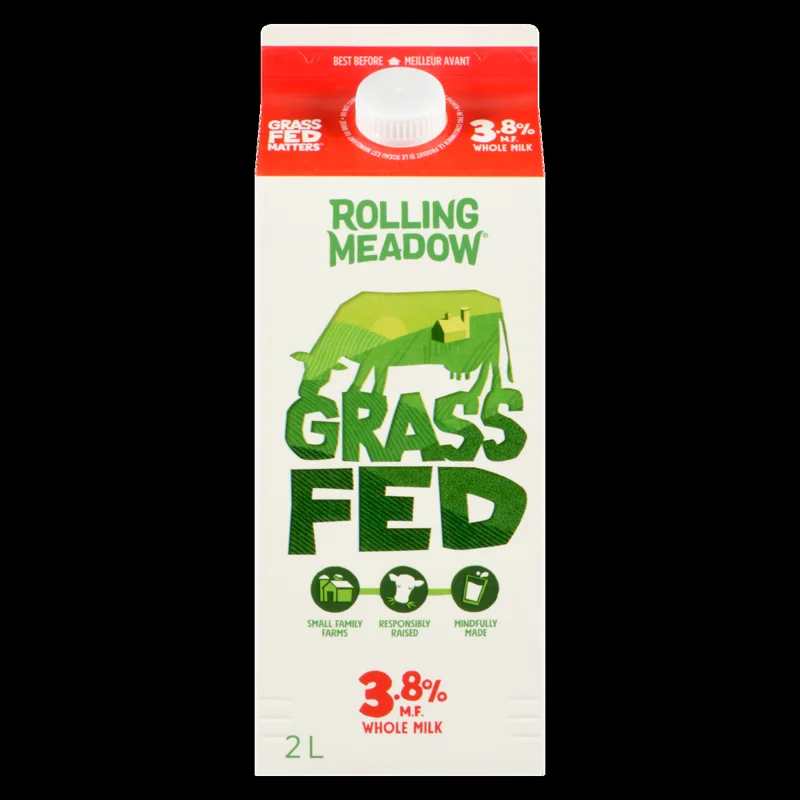 BEST BEFORE MEILLEUR AVANT
GRASS
FED
MATTERS™
3.8%
M.F.
WHOLE MILK
ROLLING
MEADOW®
GRASS
FED
SMALL FAMILY
FARMS
RESPONSIBLY
RAISED
MINDFULLY
MADE
3.8%
M.F.
WHOLE MILK
2 L